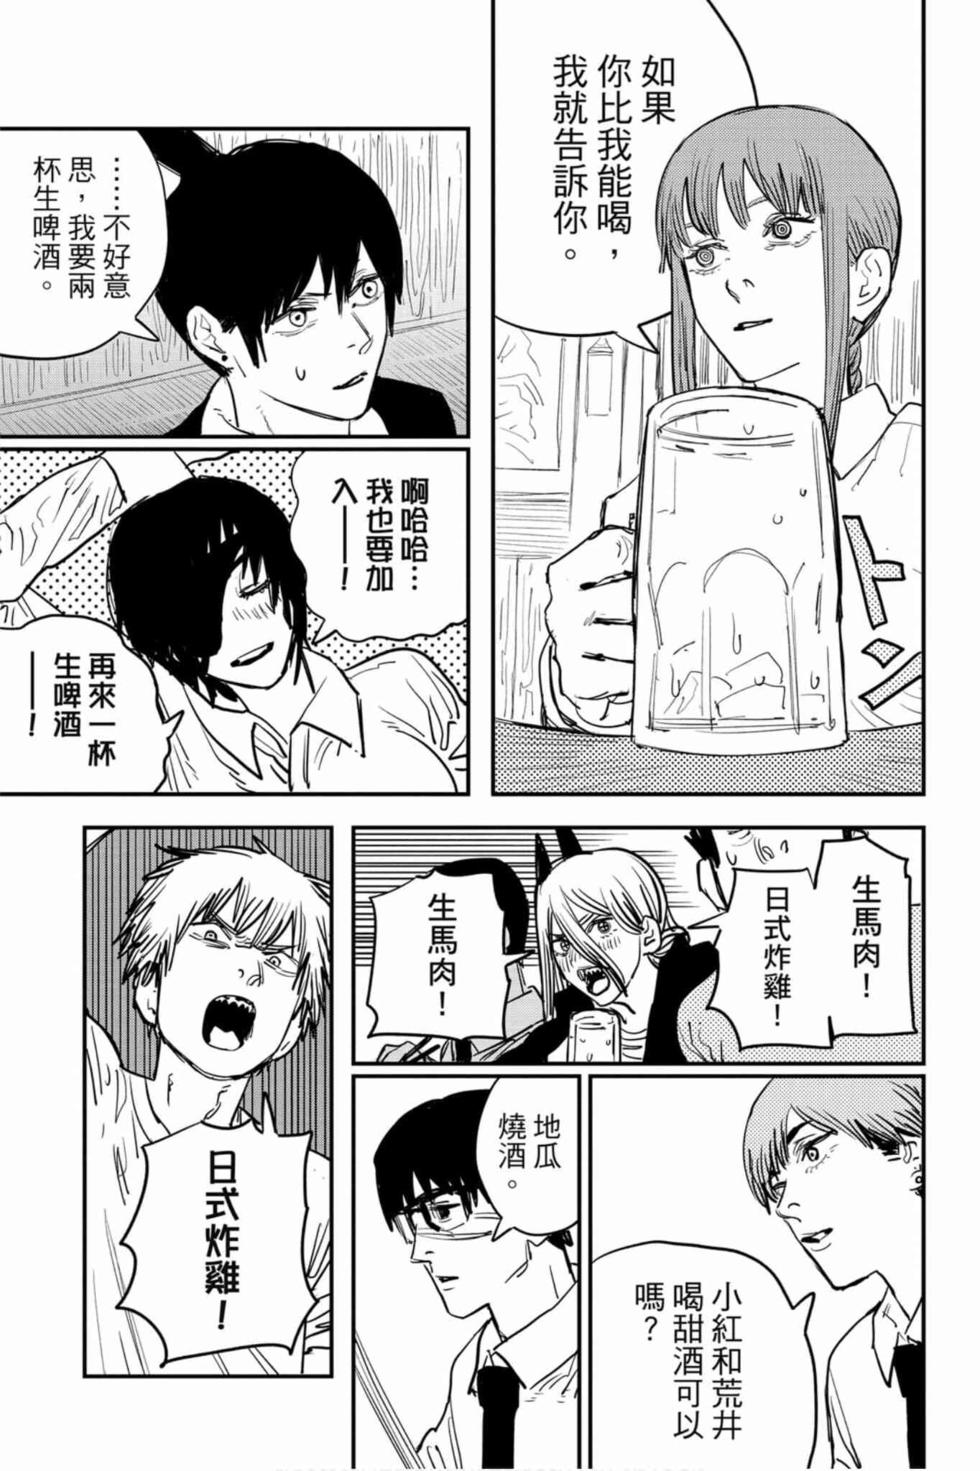 如果
你比我能喝，
我就告訴你。
トン
……不好意
思，我要兩
杯生啤酒。
啊哈哈…
我也要加
入——！
再來一杯
生啤酒
——！
生馬肉！
日式炸雞！
生馬肉！
日式炸雞！
小紅和荒井
喝甜酒可以
嗎？
地瓜
燒酒。